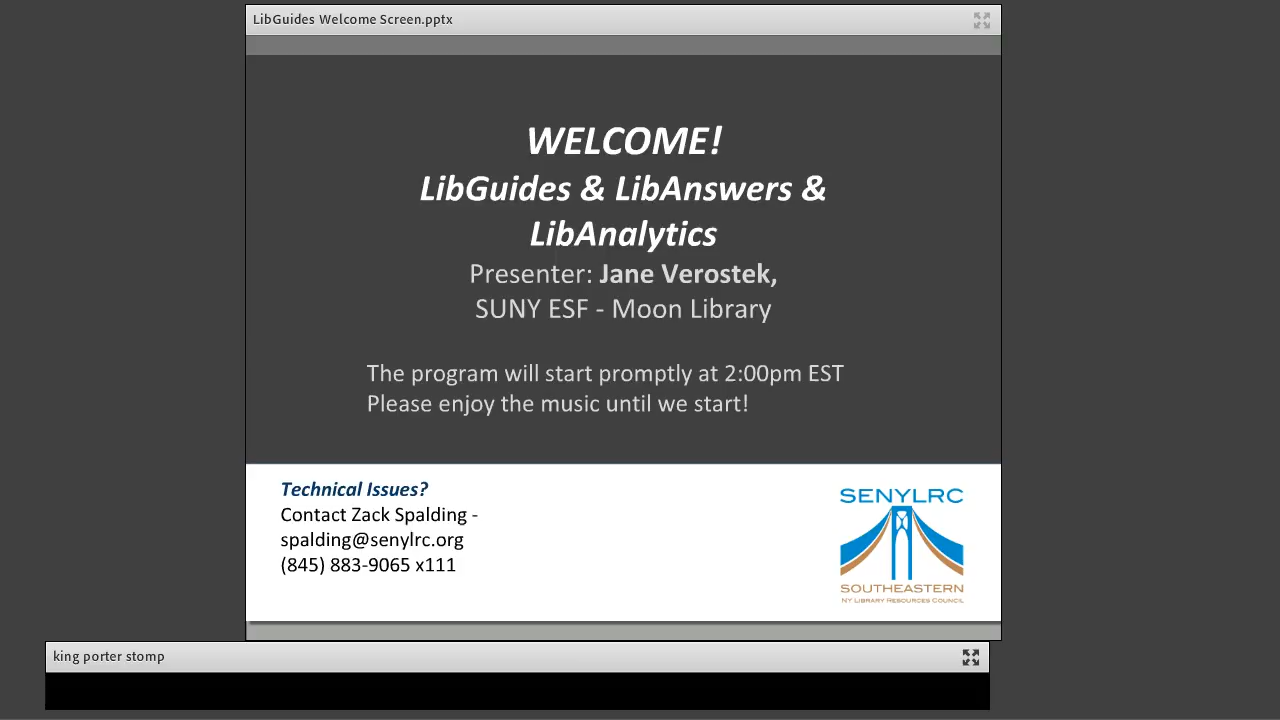 LibGuides Welcome Screen.pptx
WELCOME!
LibGuides & LibAnswers &
LibAnalytics
Presenter: Jane Verostek,
SUNY ESF - Moon Library
The program will start promptly at 2:00pm EST
Please enjoy the music until we start!
Technical Issues?
Contact Zack Spalding -
spalding@senylrc.org
(845) 883-9065 x111
SENYLRC
SOUTHEASTERN
NY LIBRARY RESOURCES COUNCIL
king porter stomp